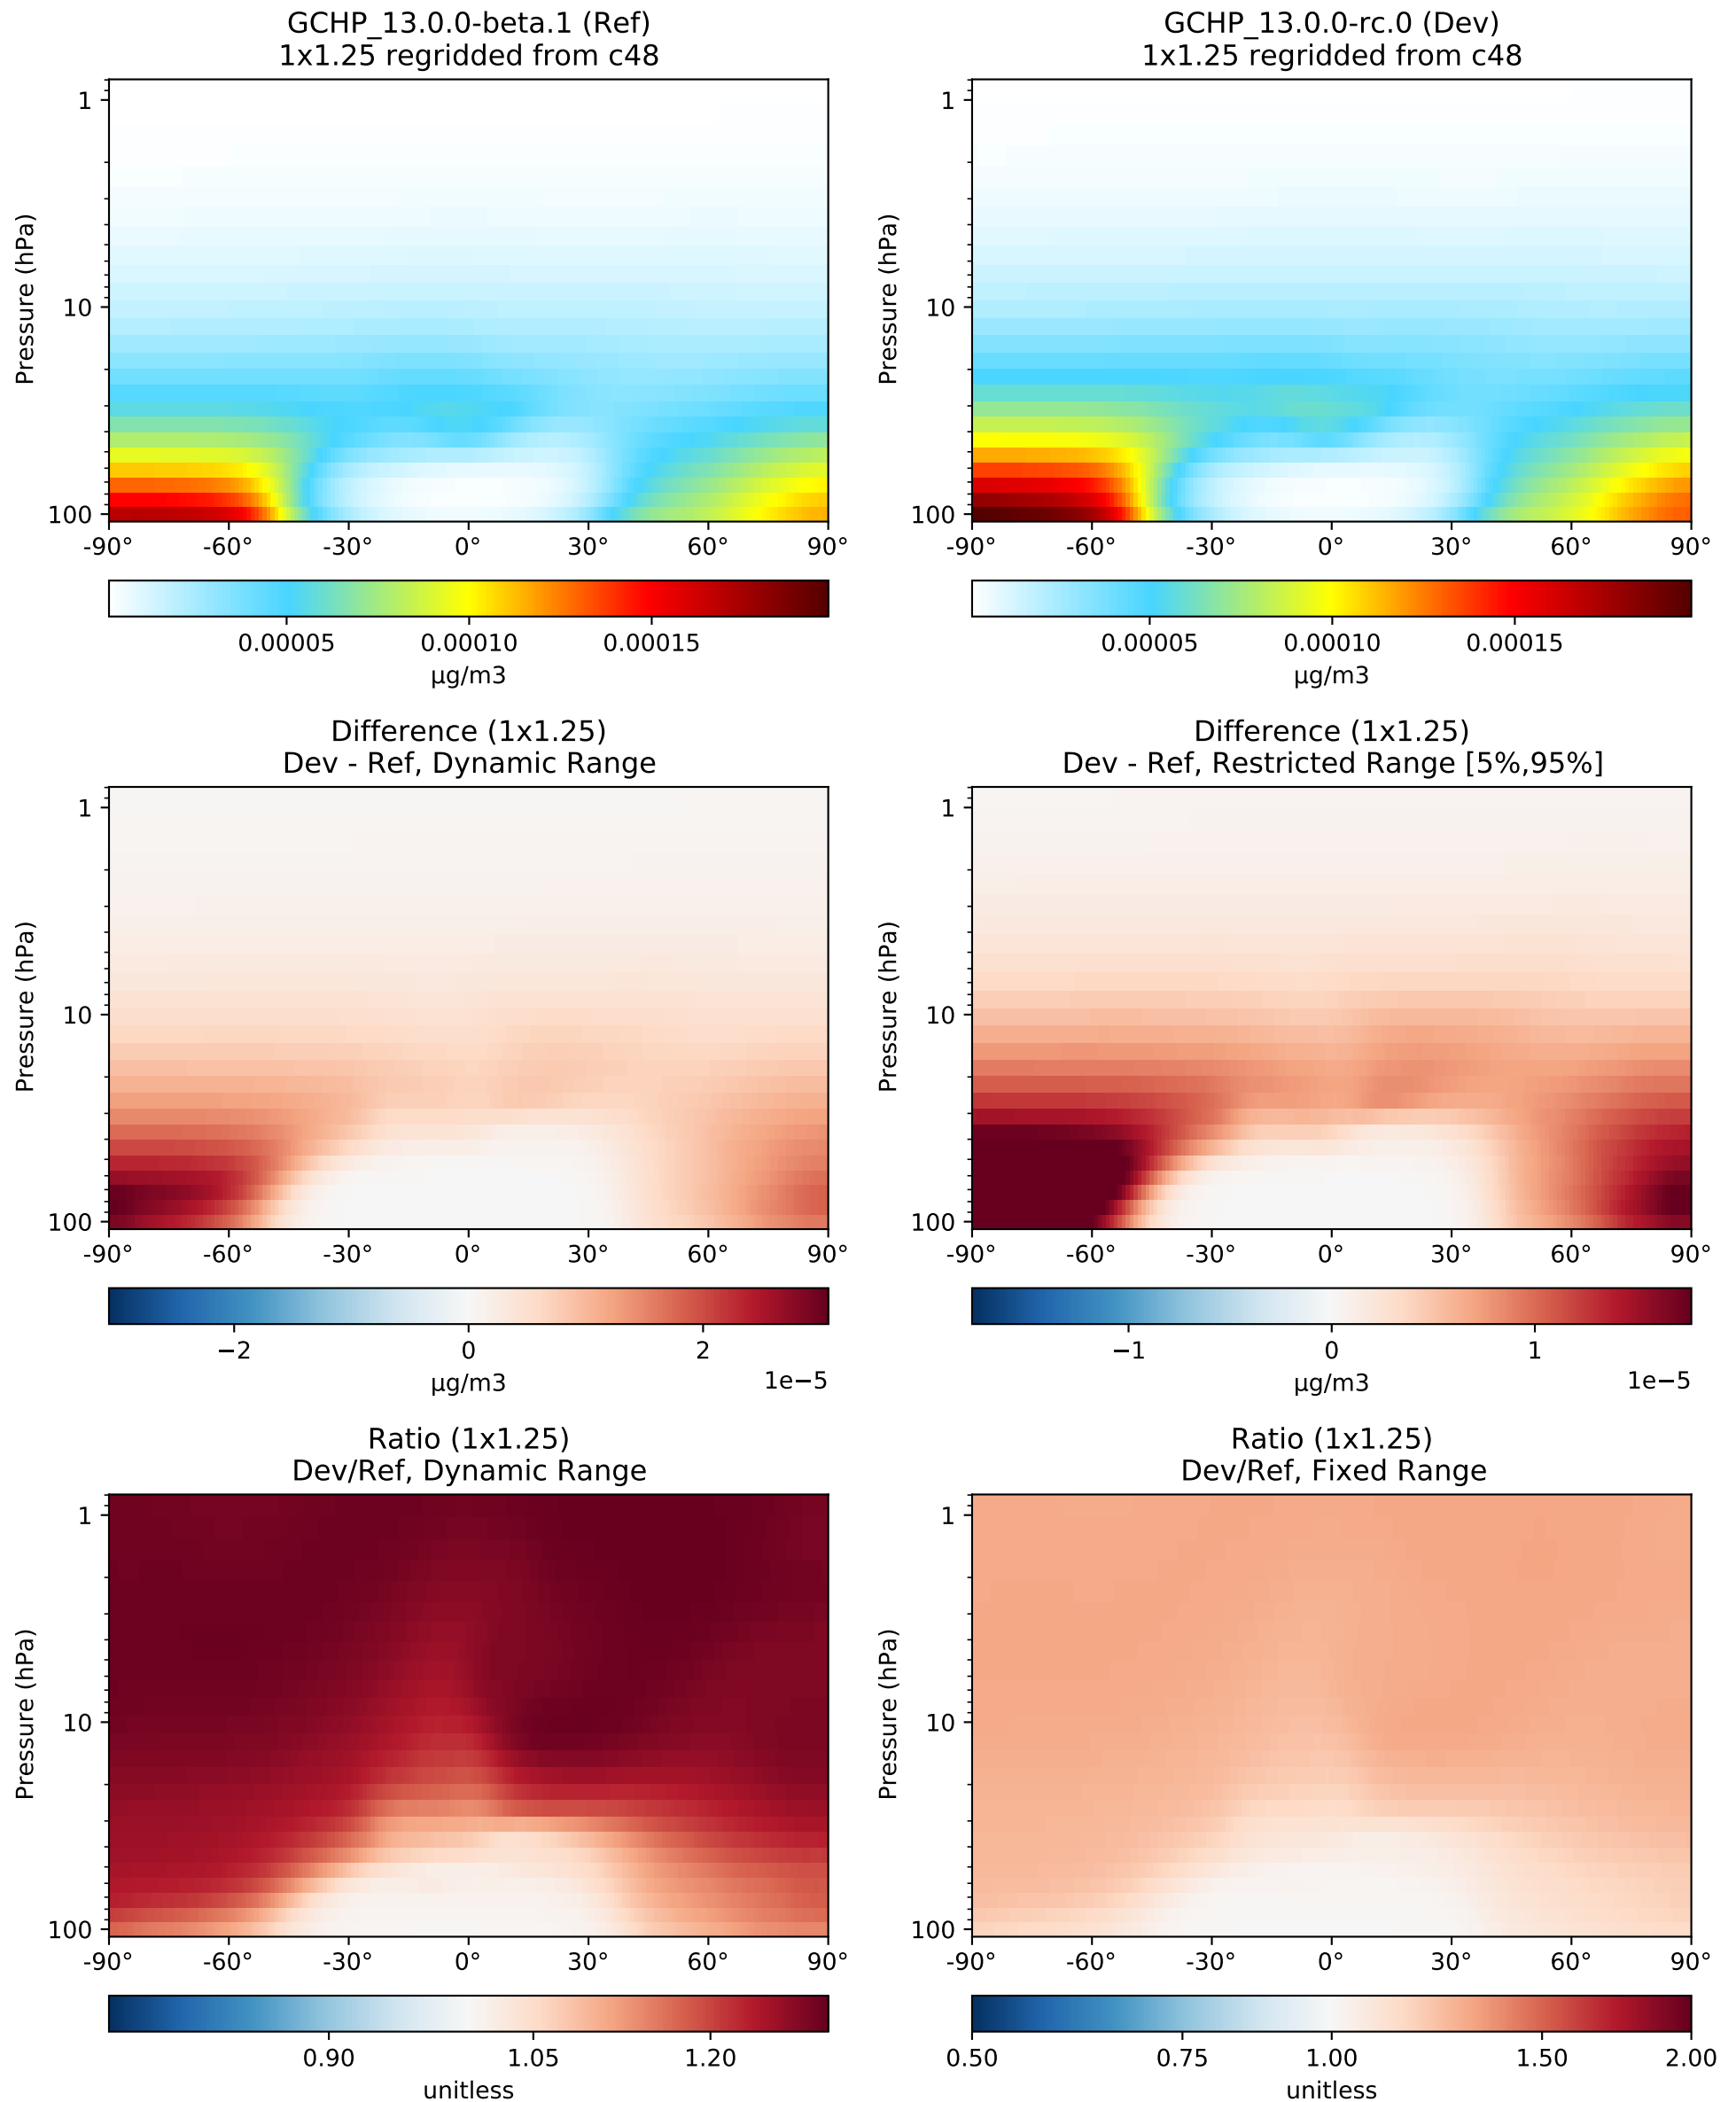 GCHP_13.0.0-beta.1 (Ref)
1x1.25 regridded from c48
Pressure (hPa)
1
10
100
-90° -60° -30° 0° 30° 60° 90°
0.00005 0.00010 0.00015
µg/m3
GCHP_13.0.0-rc.0 (Dev)
1x1.25 regridded from c48
Pressure (hPa)
1
10
100
-90° -60° -30° 0° 30° 60° 90°
0.00005 0.00010 0.00015
µg/m3
Difference (1x1.25)
Dev - Ref, Dynamic Range
Pressure (hPa)
1
10
100
-90° -60° -30° 0° 30° 60° 90°
−2 0 2
µg/m3
1e−5
Difference (1x1.25)
Dev - Ref, Restricted Range [5%,95%]
Pressure (hPa)
1
10
100
-90° -60° -30° 0° 30° 60° 90°
−1 0 1
µg/m3
1e−5
Ratio (1x1.25)
Dev/Ref, Dynamic Range
Pressure (hPa)
1
10
100
-90° -60° -30° 0° 30° 60° 90°
0.90 1.05 1.20
unitless
Ratio (1x1.25)
Dev/Ref, Fixed Range
Pressure (hPa)
1
10
100
-90° -60° -30° 0° 30° 60° 90°
0.50 0.75 1.00 1.50 2.00
unitless